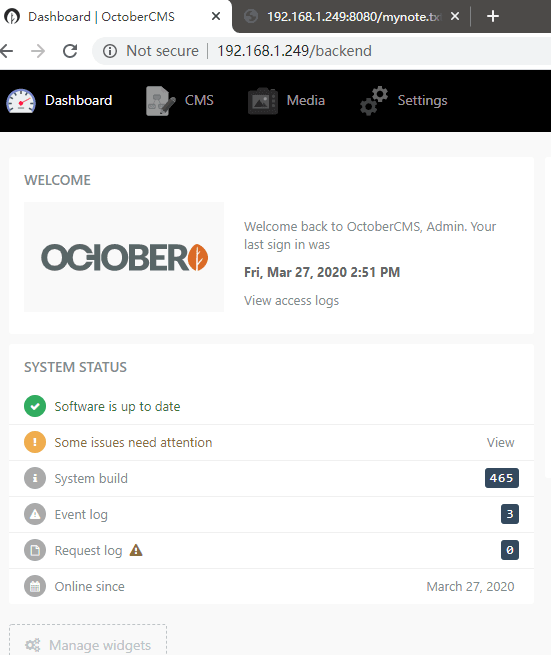 Dashboard | OctoberCMS
192.168.1.249:8080/mynote.tx
Not secure | 192.168.1.249/backend
Dashboard
CMS
Media
Settings
WELCOME
OCTOBER
Welcome back to OctoberCMS, Admin. Your
last sign in was
Fri, Mar 27, 2020 2:51 PM
View access logs
SYSTEM STATUS
Software is up to date
Some issues need attention View
System build 465
Event log 3
Request log 0
Online since March 27, 2020
Manage widgets